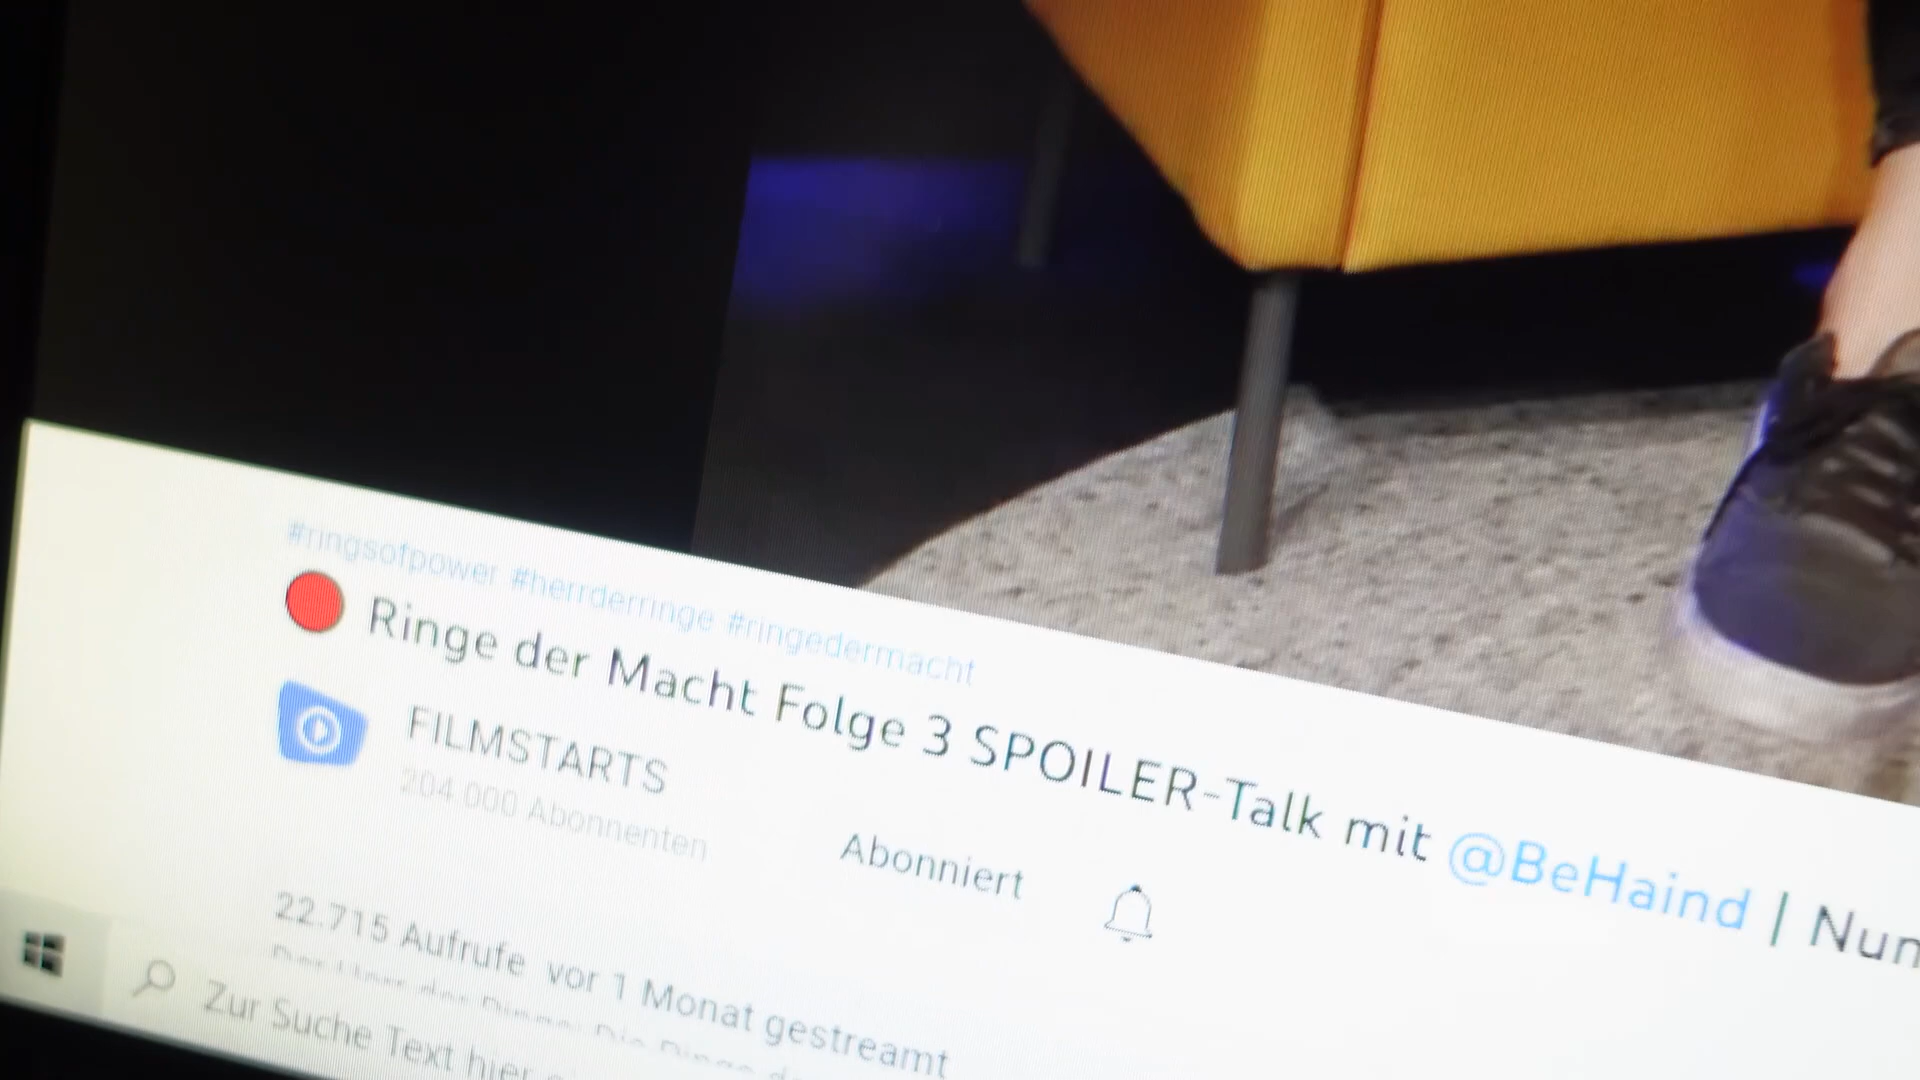 #ringsofpower #herrderringe #ringedermacht
Ringe der Macht Folge 3 SPOILER-Talk mit @BeHaind |
FILMSTARTS
204.000 Abonnenten
Abonniert
22.715 Aufrufe vor 1 Monat gestreamt
Zur Suche Text hier